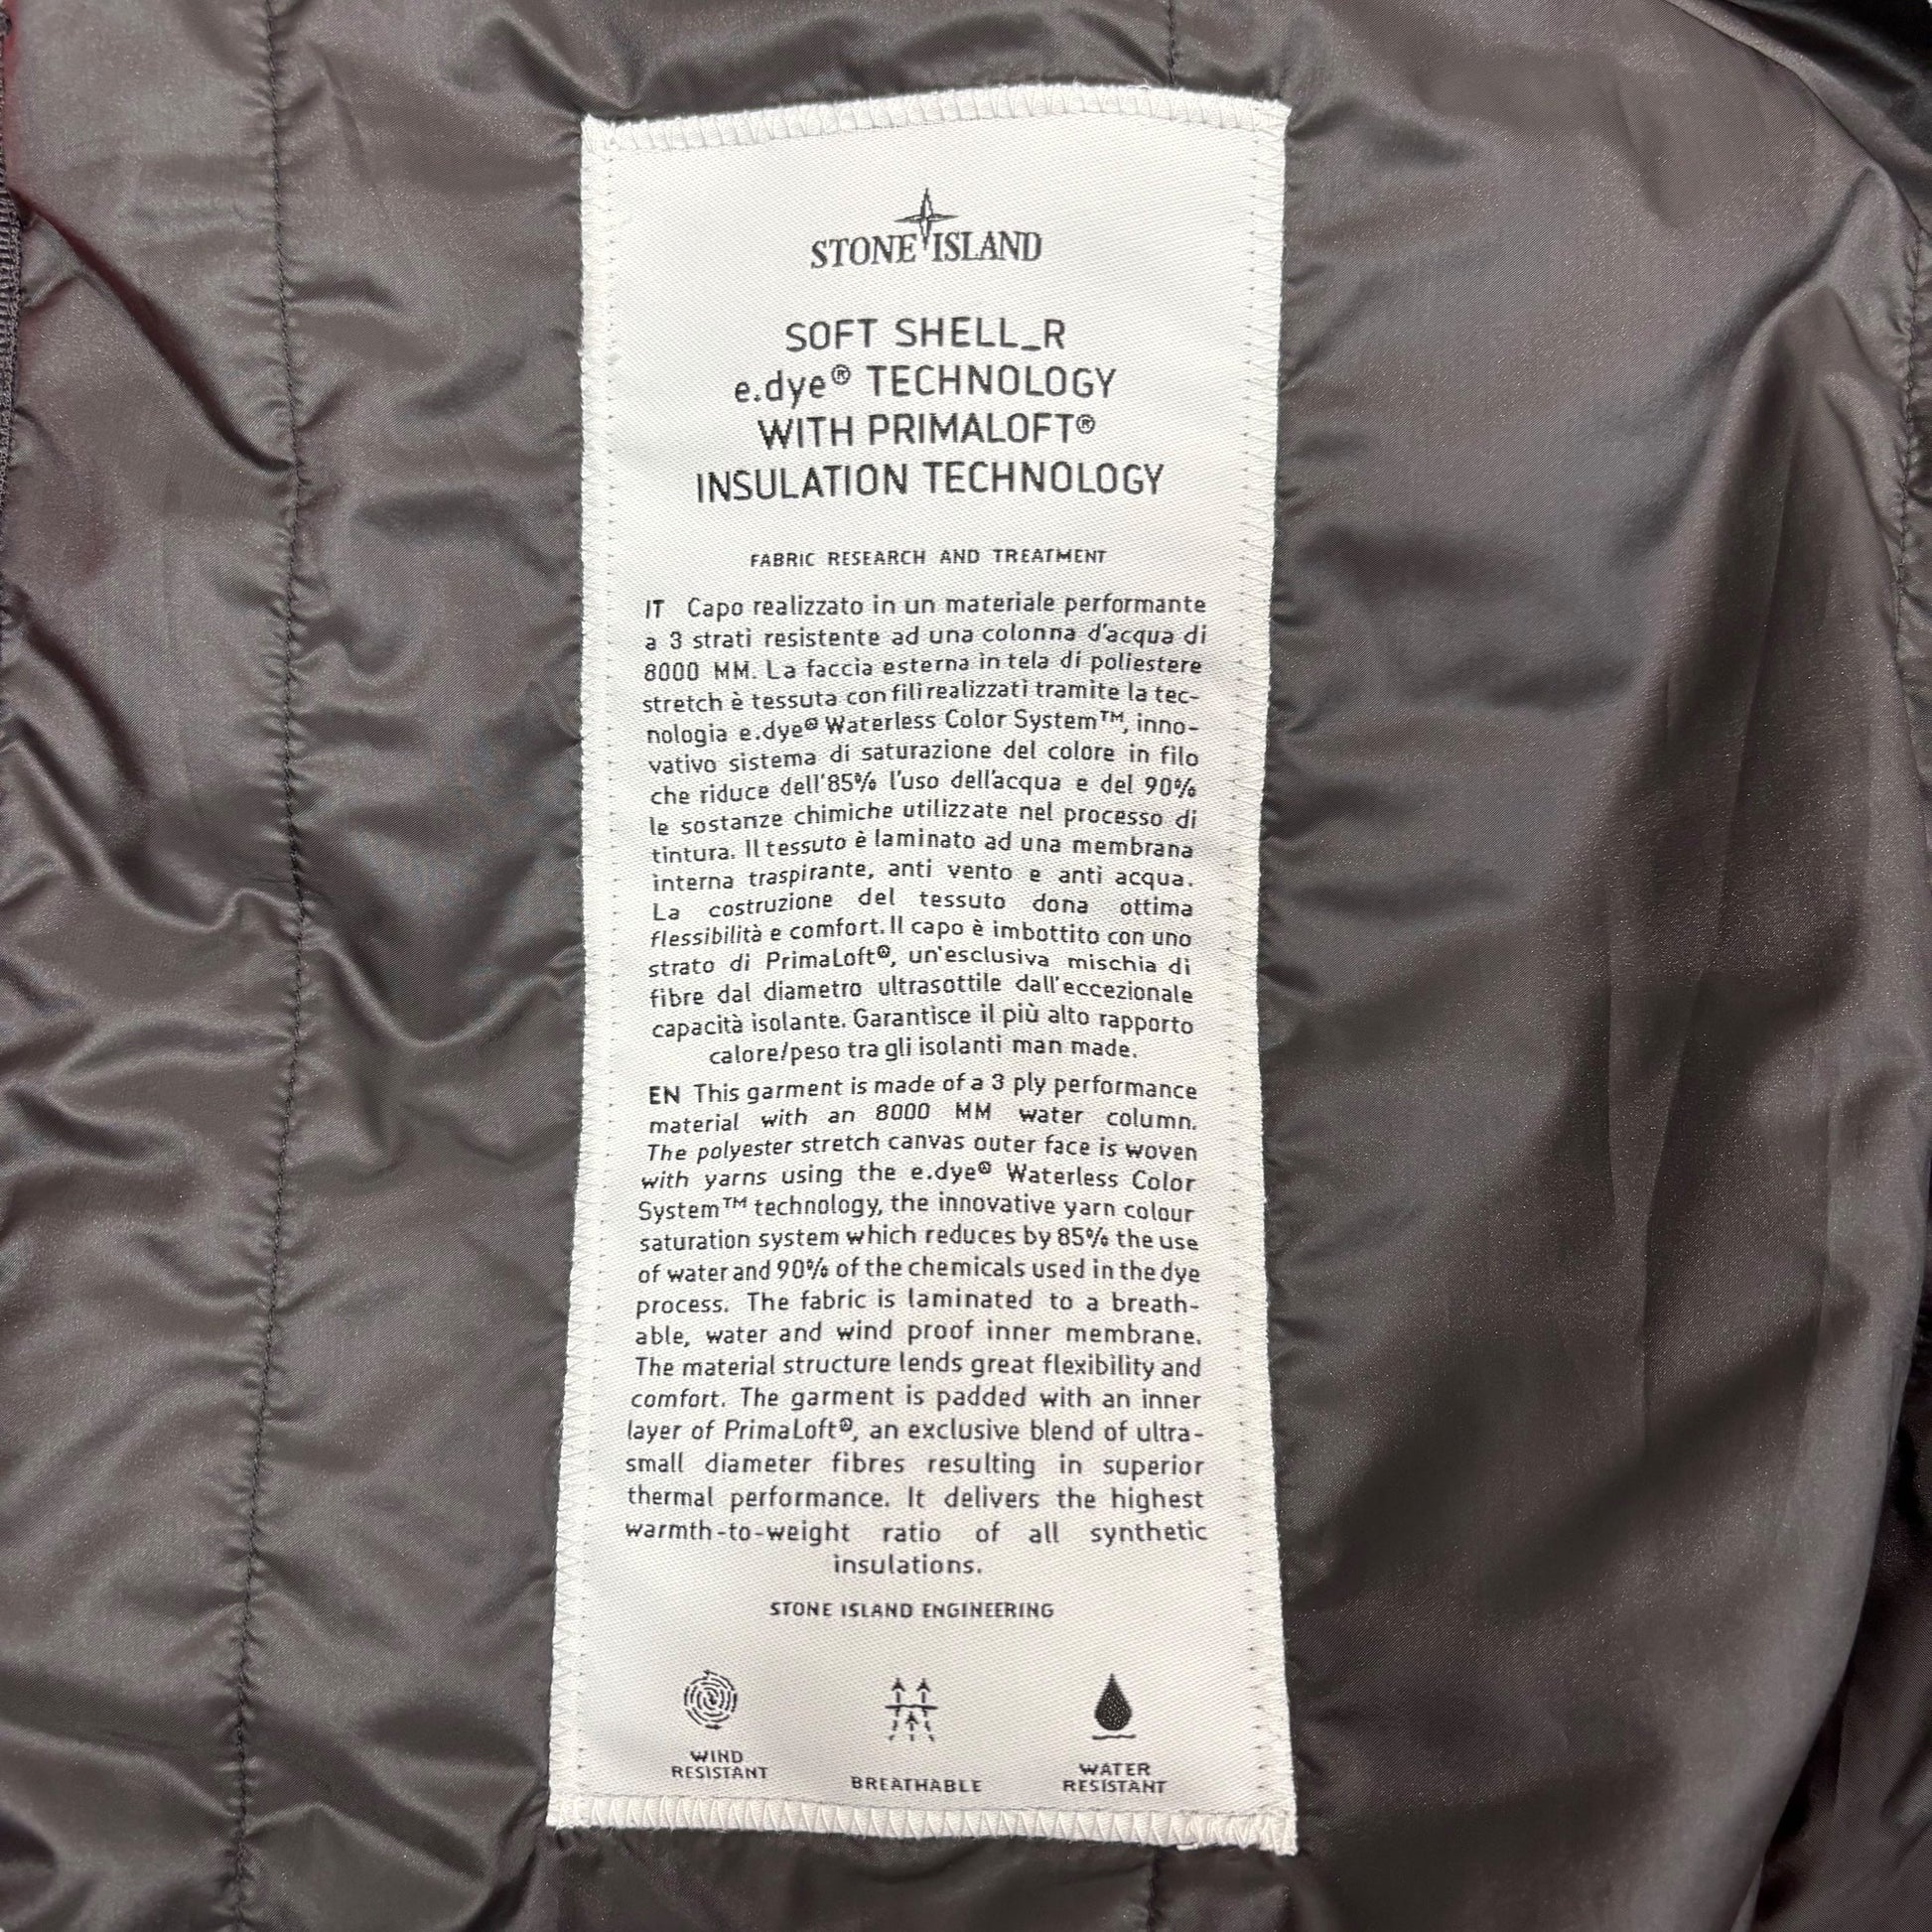 STONE ISLAND
SOFT SHELL_R
e.dye® TECHNOLOGY
WITH PRIMALOFT®
INSULATION TECHNOLOGY
FABRIC RESEARCH AND TREATMENT
IT Capo realizzato in un materiale performante
a 3 strati resistente ad una colonna d'acqua di
8000 MM. La faccia esterna in tela di poliestere
stretch è tessuta con fili realizzati tramite la tec-
nologia e.dye® Waterless Color System™, inno-
vativo sistema di saturazione del colore in filo
che riduce dell'85% l'uso dell'acqua e del 90%
le sostanze chimiche utilizzate nel processo di
tintura. Il tessuto è laminato ad una membrana
interna traspirante, anti vento e anti acqua.
La costruzione del tessuto dona ottima
flessibilità e comfort. Il capo è imbottito con uno
strato di PrimaLoft®, un'esclusiva mischia di
fibre dal diametro ultrasottile dall'eccezionale
capacità isolante. Garantisce il più alto rapporto
calore/peso tra gli isolanti man made.
EN This garment is made of a 3 ply performance
material with an 8000 MM water column.
The polyester stretch canvas outer face is woven
with yarns using the e.dye® Waterless Color
System™ technology, the innovative yarn colour
saturation system which reduces by 85% the use
of water and 90% of the chemicals used in the dye
process. The fabric is laminated to a breath-
able, water and wind proof inner membrane.
The material structure lends great flexibility and
comfort. The garment is padded with an inner
layer of PrimaLoft®, an exclusive blend of ultra-
small diameter fibres resulting in superior
thermal performance. It delivers the highest
warmth-to-weight ratio of all synthetic
insulations.
STONE ISLAND ENGINEERING
WIND
RESISTANT
BREATHABLE
WATER
RESISTANT